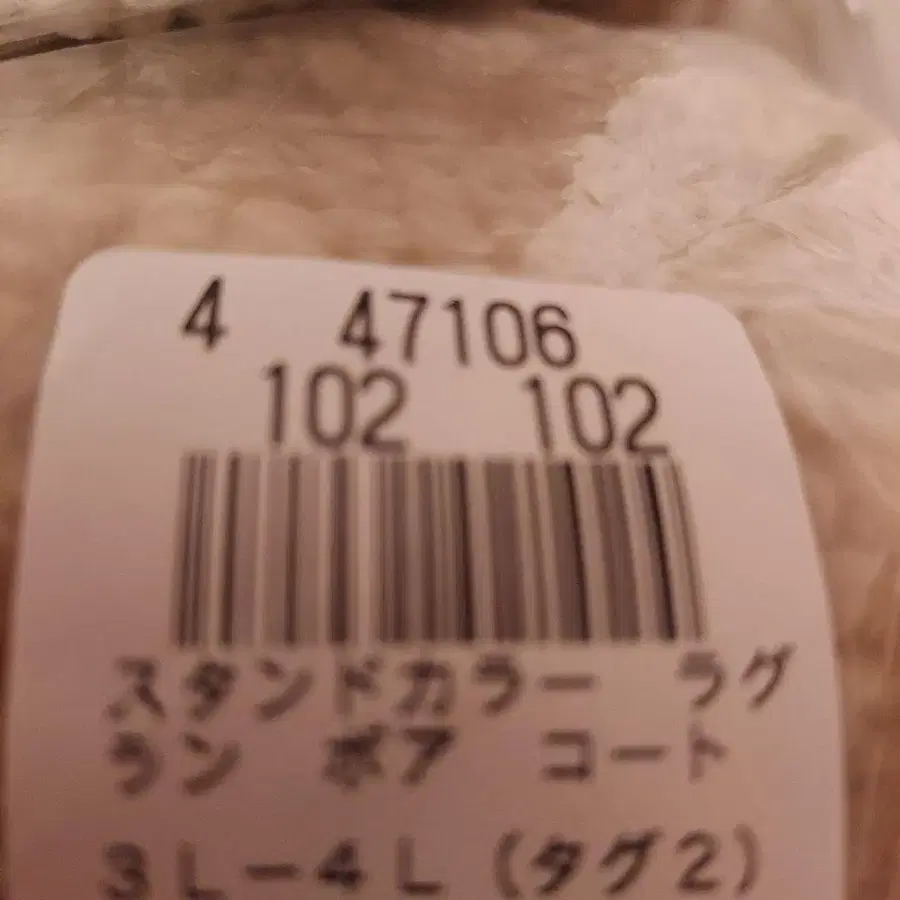 4 47106
102 102
スタンドカラー ラグ
ラン ボア コート
3L-4L(タグ2)